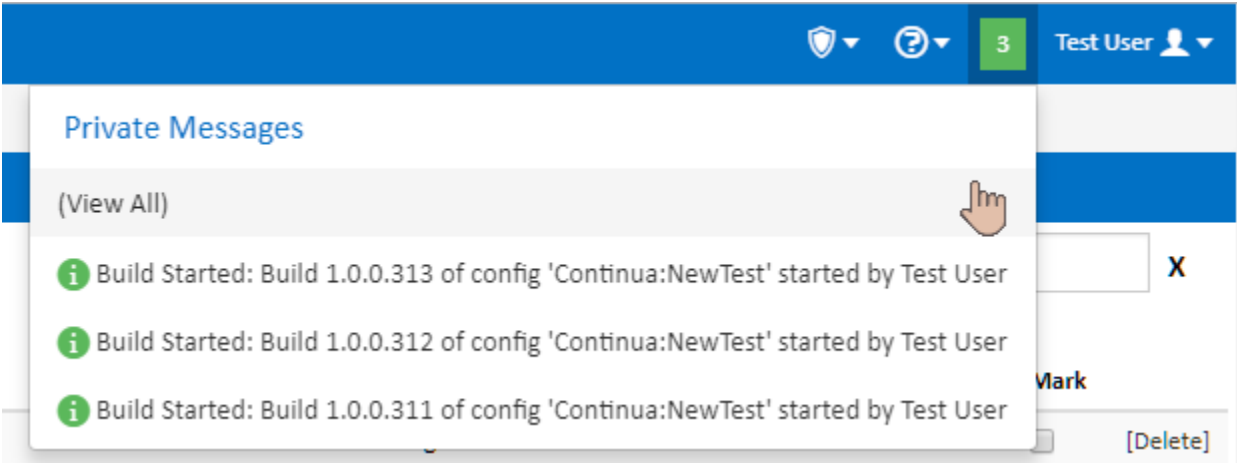 3 Test User
Private Messages
(View All)
Build Started: Build 1.0.0.313 of config 'Continua:NewTest' started by Test User
X
Build Started: Build 1.0.0.312 of config 'Continua:NewTest' started by Test User
Mark
Build Started: Build 1.0.0.311 of config 'Continua:NewTest' started by Test User
[Delete]